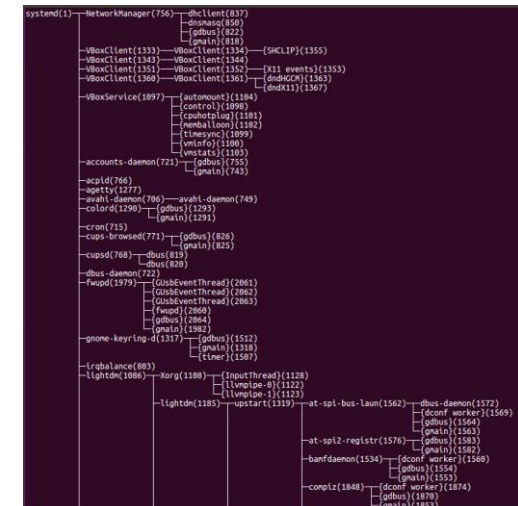 systemd(1)─┬─NetworkManager(756)─┬─dhclient(837)
           │                     ├─dnsmasq(850)
           │                     ├─{gdbus}(822)
           │                     └─{gmain}(818)
           ├─VBoxClient(1333)───VBoxClient(1334)───{SHCLIP}(1355)
           ├─VBoxClient(1343)───VBoxClient(1344)
           ├─VBoxClient(1351)───VBoxClient(1352)───{X11 events}(1353)
           ├─VBoxClient(1360)───VBoxClient(1361)─┬─{dndHGCM}(1363)
           │                                     └─{dndX11}(1367)
           ├─VBoxService(1097)─┬─{automount}(1104)
           │                   ├─{control}(1098)
           │                   ├─{cpuhotplug}(1101)
           │                   ├─{memballoon}(1102)
           │                   ├─{timesync}(1099)
           │                   ├─{vminfo}(1100)
           │                   └─{vmstats}(1103)
           ├─accounts-daemon(721)─┬─{gdbus}(755)
           │                      └─{gmain}(743)
           ├─acpid(766)
           ├─agetty(1277)
           ├─avahi-daemon(706)───avahi-daemon(749)
           ├─colord(1290)─┬─{gdbus}(1293)
           │              └─{gmain}(1291)
           ├─cron(715)
           ├─cups-browsed(771)─┬─{gdbus}(826)
           │                   └─{gmain}(825)
           ├─cupsd(768)─┬─dbus(819)
           │            └─dbus(820)
           ├─dbus-daemon(722)
           ├─fwupd(1979)─┬─{GUsbEventThread}(2061)
           │             ├─{GUsbEventThread}(2062)
           │             ├─{GUsbEventThread}(2063)
           │             ├─{fwupd}(2060)
           │             ├─{gdbus}(2064)
           │             └─{gmain}(1982)
           ├─gnome-keyring-d(1317)─┬─{gdbus}(1512)
           │                       ├─{gmain}(1318)
           │                       └─{timer}(1507)
           ├─irqbalance(803)
           ├─lightdm(1086)─┬─Xorg(1108)─┬─{InputThread}(1128)
           │               │            ├─{llvmpipe-0}(1122)
           │               │            └─{llvmpipe-1}(1123)
           │               ├─lightdm(1185)─┬─upstart(1319)─┬─at-spi-bus-laun(1562)─┬─dbus-daemon(1572)
           │               │               │               │                       ├─{dconf worker}(1569)
           │               │               │               │                       ├─{gdbus}(1564)
           │               │               │               │                       └─{gmain}(1563)
           │               │               │               ├─at-spi2-registr(1576)─┬─{gdbus}(1583)
           │               │               │               │                       └─{gmain}(1582)
           │               │               │               ├─bamfdaemon(1534)─┬─{dconf worker}(1560)
           │               │               │               │                  ├─{gdbus}(1554)
           │               │               │               │                  └─{gmain}(1553)
           │               │               │               ├─compiz(1848)─┬─{dconf worker}(1874)
           │               │               │               │              ├─{gdbus}(1870)
           │               │               │               │              ├─{gmain}(1853)